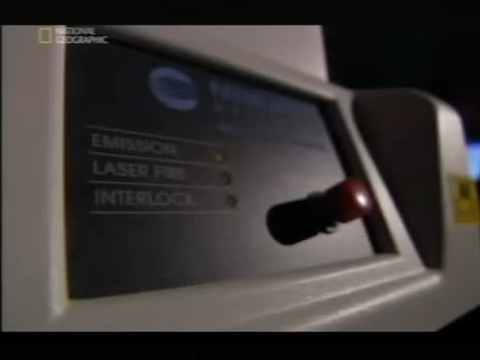 NATIONAL
GEOGRAPHIC
EMISSION
LASER FIRE
INTERLOCK